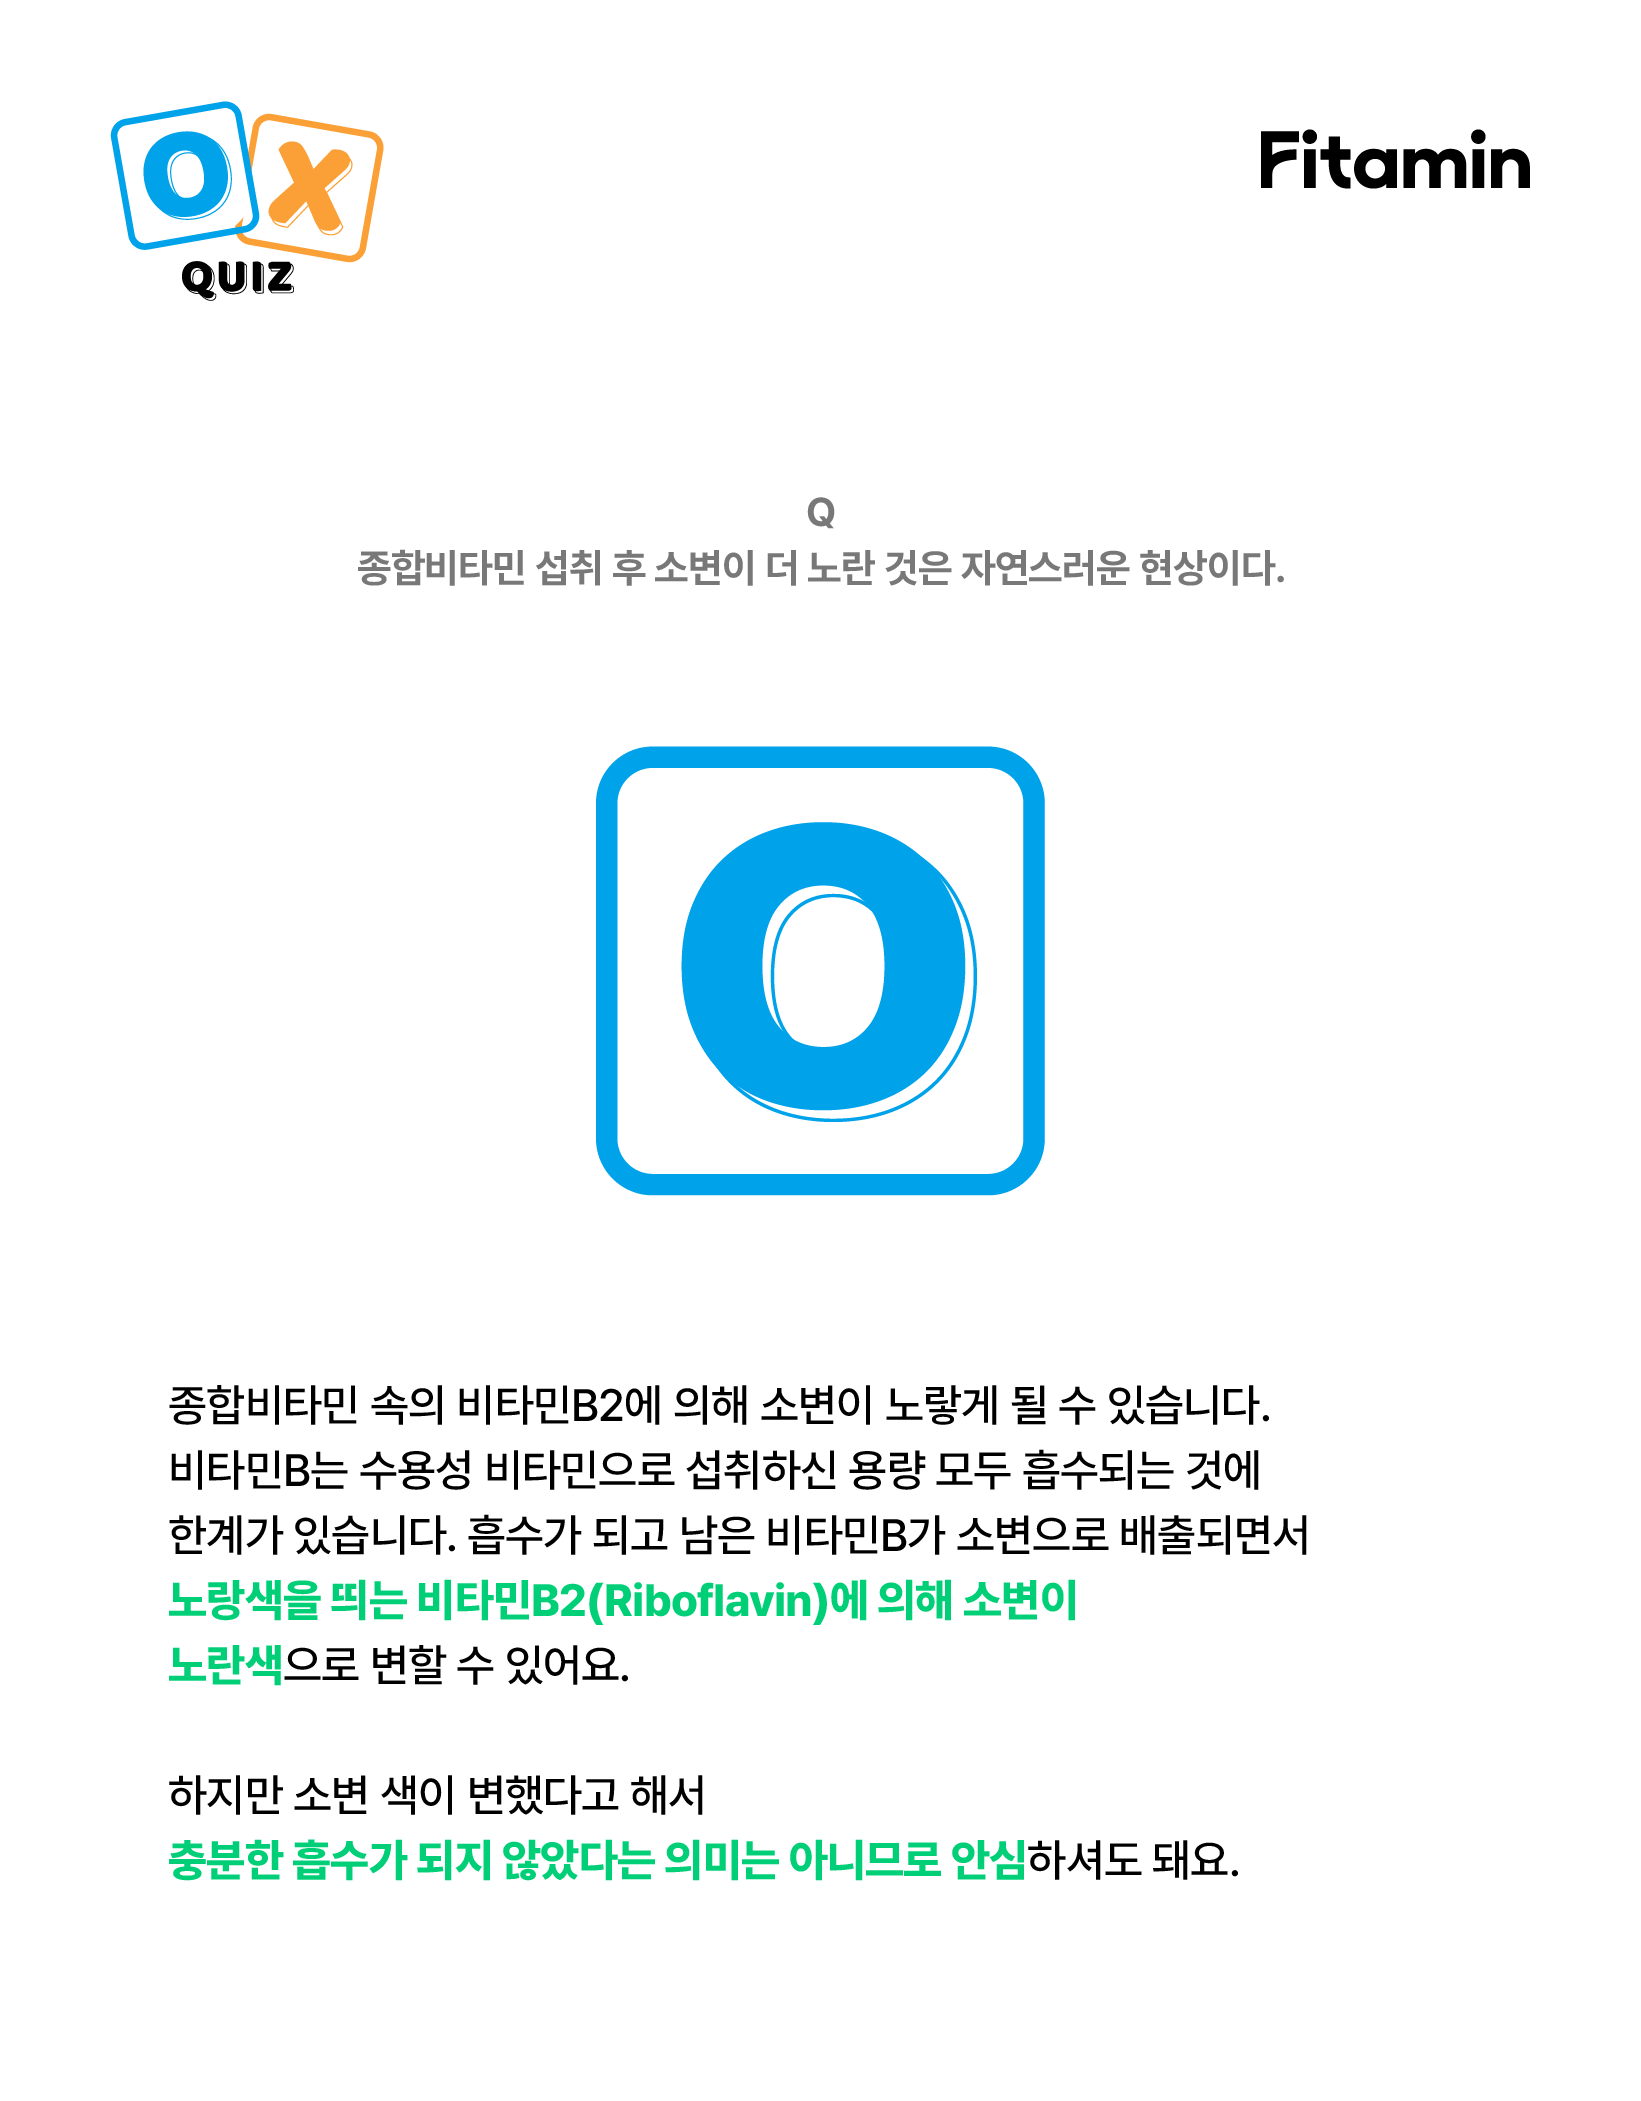 O X
QUIZ
Fitamin
Q
종합비타민 섭취 후 소변이 더 노란 것은 자연스러운 현상이다.
O
종합비타민 속의 비타민B2에 의해 소변이 노랗게 될 수 있습니다.
비타민B는 수용성 비타민으로 섭취하신 용량 모두 흡수되는 것에
한계가 있습니다. 흡수가 되고 남은 비타민B가 소변으로 배출되면서
노랑색을 띄는 비타민B2(Riboflavin)에 의해 소변이
노란색으로 변할 수 있어요.
하지만 소변 색이 변했다고 해서
충분한 흡수가 되지 않았다는 의미는 아니므로 안심하셔도 돼요.